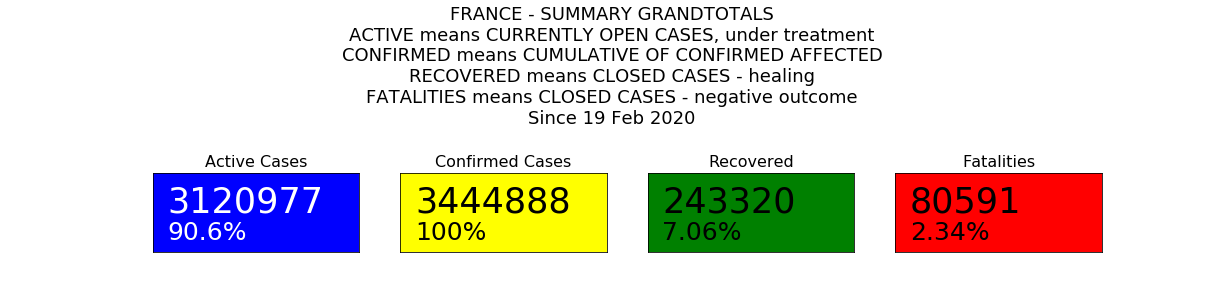 FRANCE - SUMMARY GRANDTOTALS
ACTIVE means CURRENTLY OPEN CASES, under treatment
CONFIRMED means CUMULATIVE OF CONFIRMED AFFECTED
RECOVERED means CLOSED CASES - healing
FATALITIES means CLOSED CASES - negative outcome
Since 19 Feb 2020
Active Cases
3120977
90.6%
Confirmed Cases
3444888
100%
Recovered
243320
7.06%
Fatalities
80591
2.34%